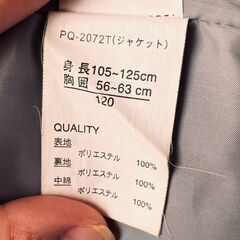 PQ-2072T(ジャケット)
身長105~125cm
胸囲 56~63cm
120
QUALITY
表地
ポリエステル 100%
裏地
ポリエステル 100%
中綿
ポリエステル 100%